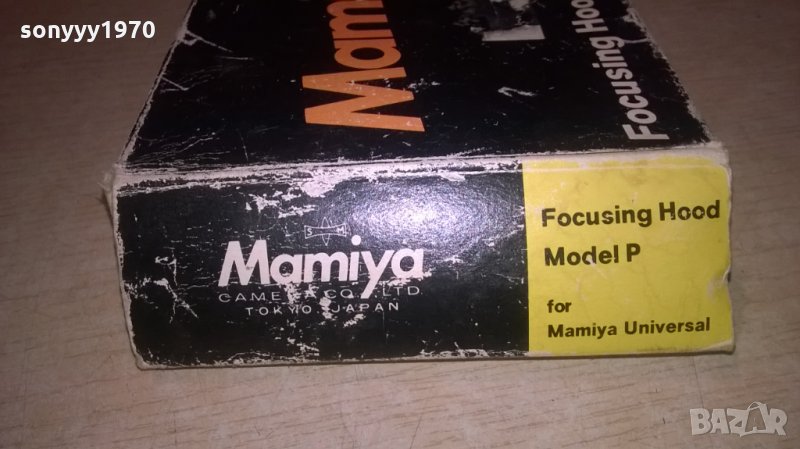 sonyyy1970
Mam
Focusing Hoo
Mamiya
CAMERA CO., LTD.
TOKYO JAPAN
Focusing Hood
Model P
for
Mamiya Universal
BAZAR